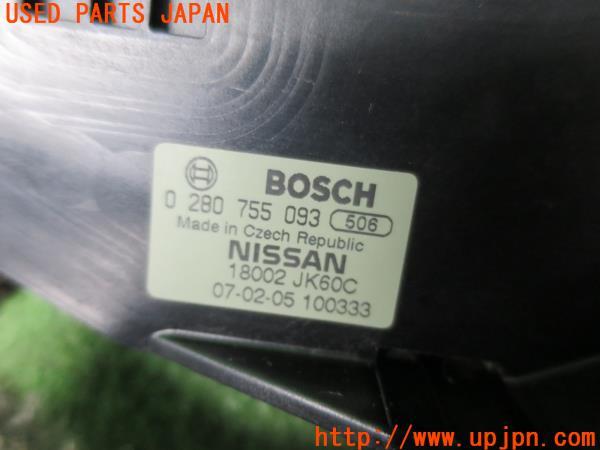 USED PARTS JAPAN
BOSCH
0 280 755 093 506
Made in Czech Republic
NISSAN
18002 JK60C
07-02-05 100333
http://www.upjpn.com